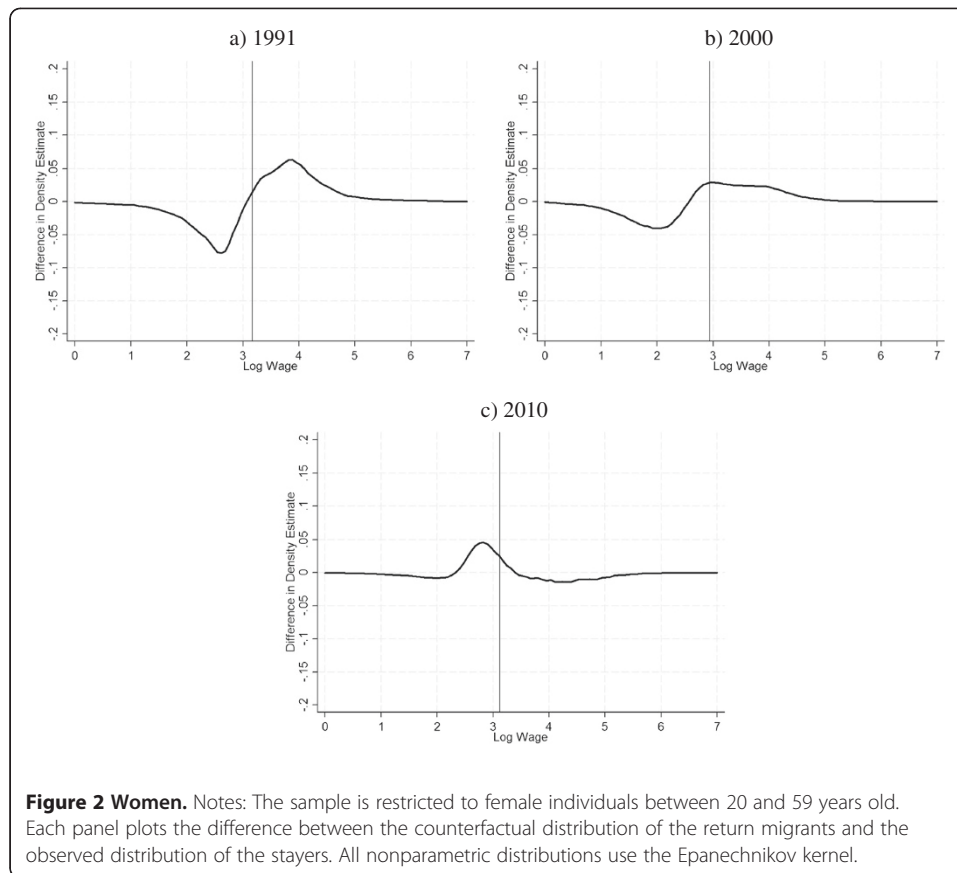 a) 1991
.2
.15
.1
.05
0
-.05
-.1
-.15
-.2
Difference in Density Estimate
0 1 2 3 4 5 6 7
Log Wage
b) 2000
.2
.15
.1
.05
0
-.05
-.1
-.15
-.2
Difference in Density Estimate
0 1 2 3 4 5 6 7
Log Wage
c) 2010
.2
.15
.1
.05
0
-.05
-.1
-.15
-.2
Difference in Density Estimate
0 1 2 3 4 5 6 7
Log Wage
Figure 2 Women. Notes: The sample is restricted to female individuals between 20 and 59 years old.
Each panel plots the difference between the counterfactual distribution of the return migrants and the
observed distribution of the stayers. All nonparametric distributions use the Epanechnikov kernel.